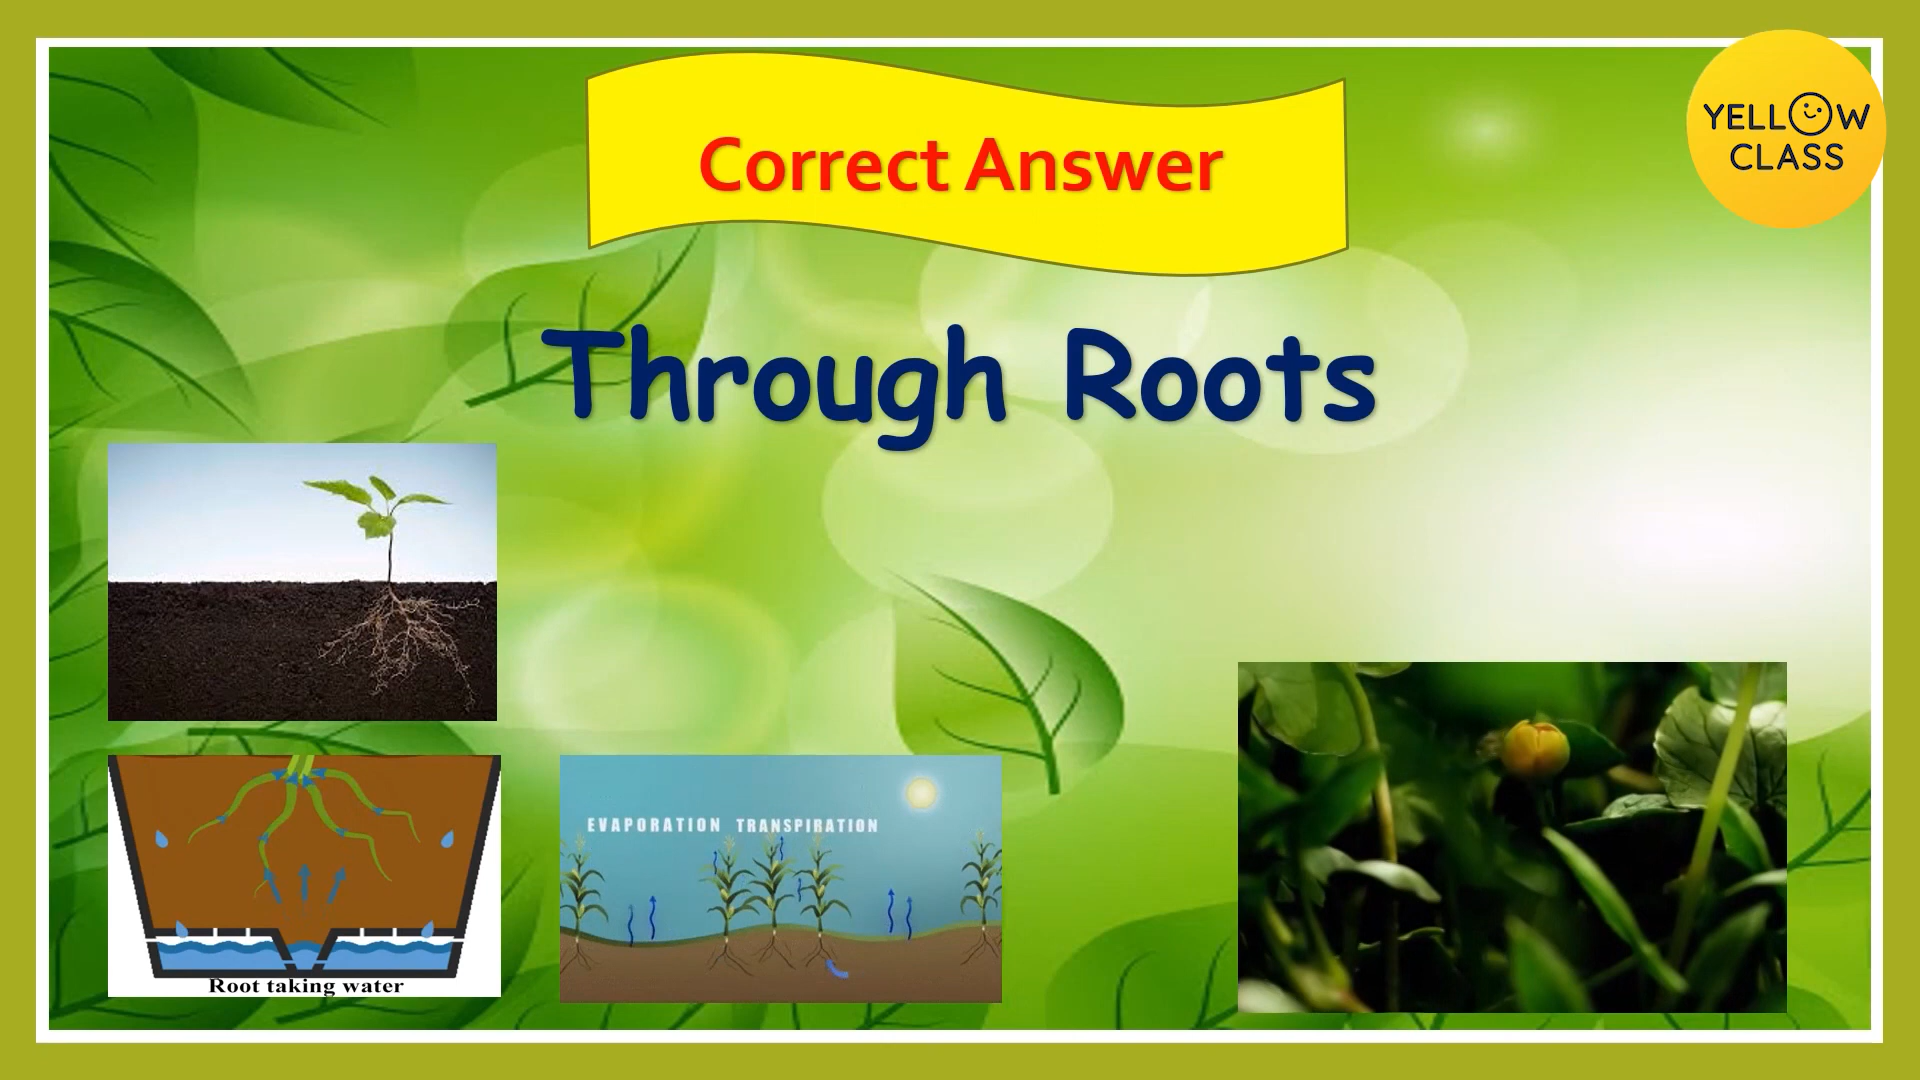 Correct Answer
YELLOW
CLASS
Through Roots
EVAPORATION TRANSPIRATION
Root taking water